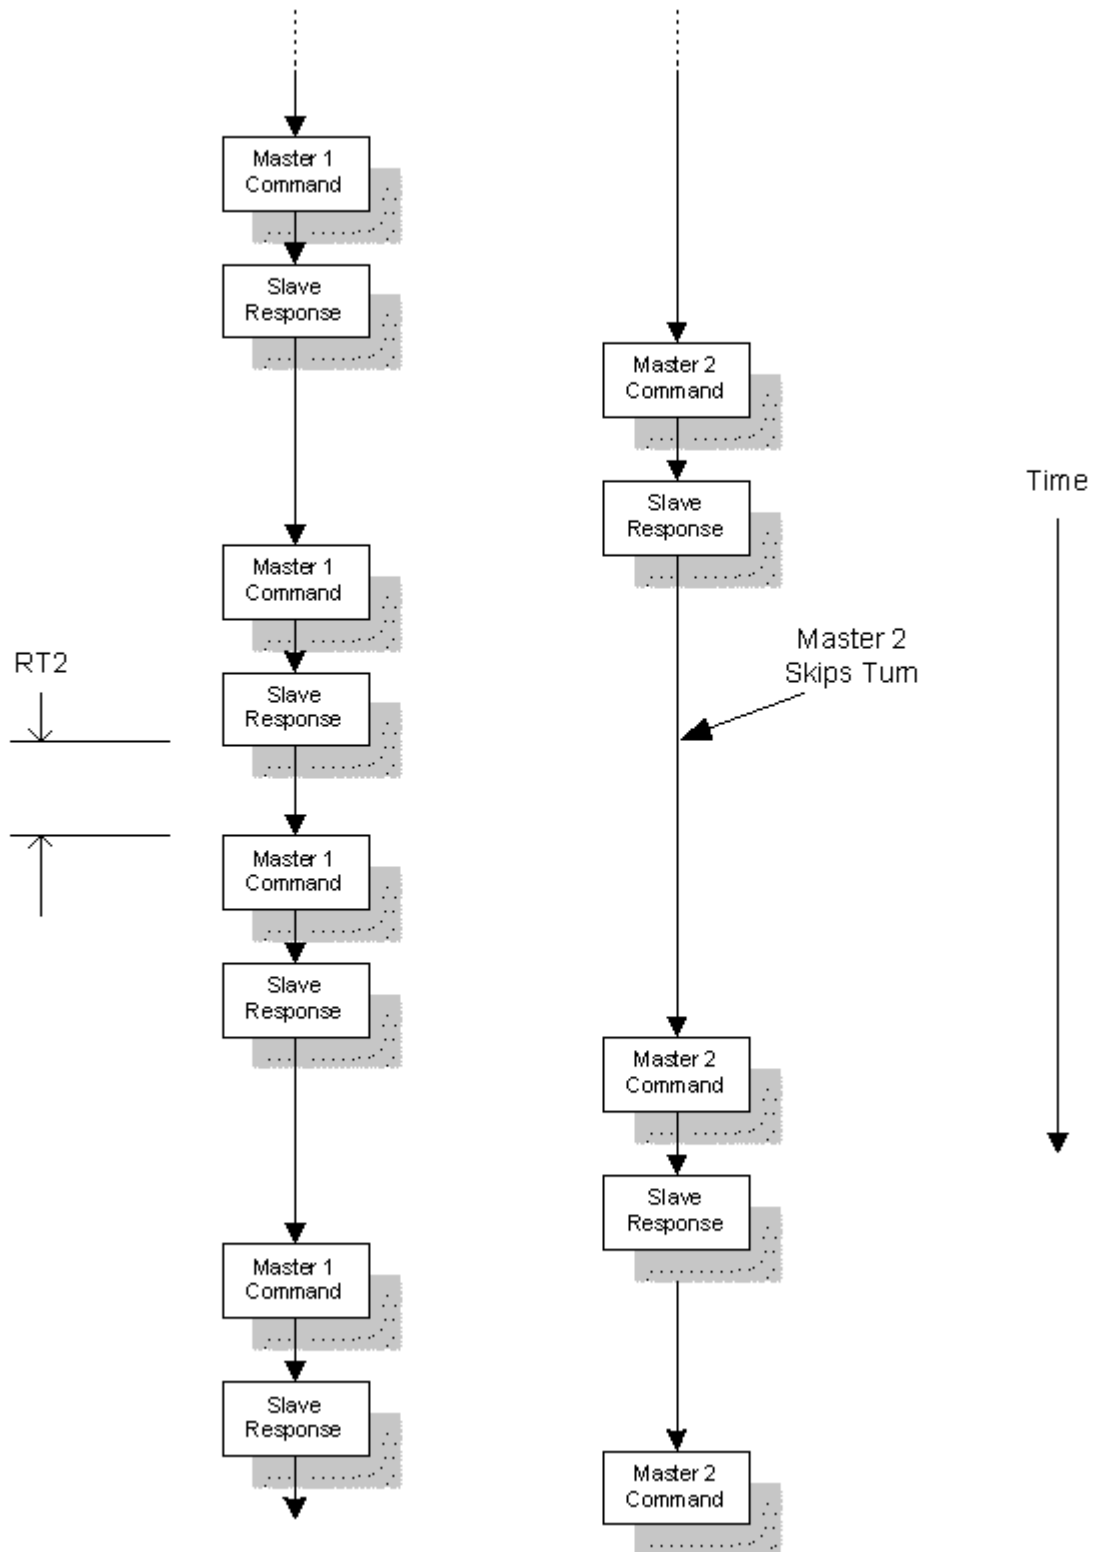 Master 1
Command
Slave
Response
Master 2
Command
Time
Slave
Response
Master 1
Command
Master 2
Skips Turn
RT2
Slave
Response
Master 1
Command
Slave
Response
Master 2
Command
Slave
Response
Master 1
Command
Slave
Response
Master 2
Command